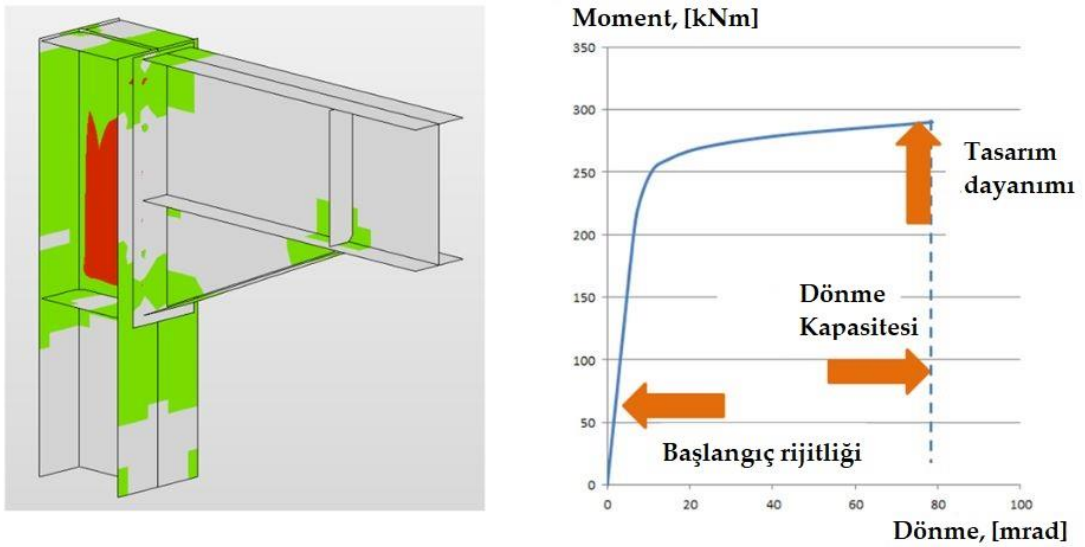 Moment, [kNm]
350
300
250
200
150
100
50
0
Tasarım
dayanımı
Dönme
Kapasitesi
Başlangıç rijitliği
0 20 40 60 80 100
Dönme, [mrad]